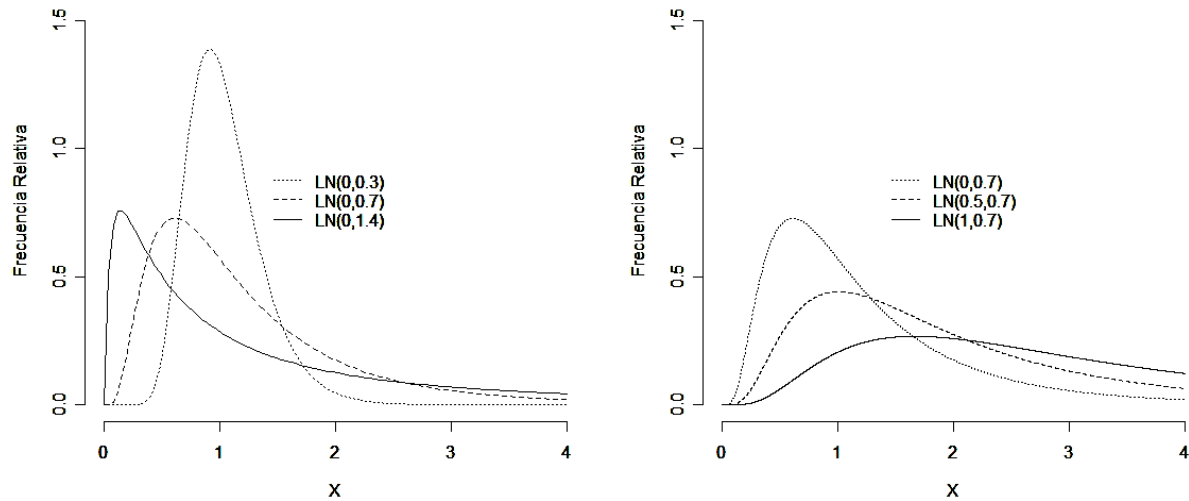 Frecuencia Relativa
1.5
1.0
0.5
0.0
LN(0,0.3)
LN(0,0.7)
LN(0,1.4)
0 1 2 3 4
X
Frecuencia Relativa
1.5
1.0
0.5
0.0
LN(0,0.7)
LN(0.5,0.7)
LN(1,0.7)
0 1 2 3 4
X